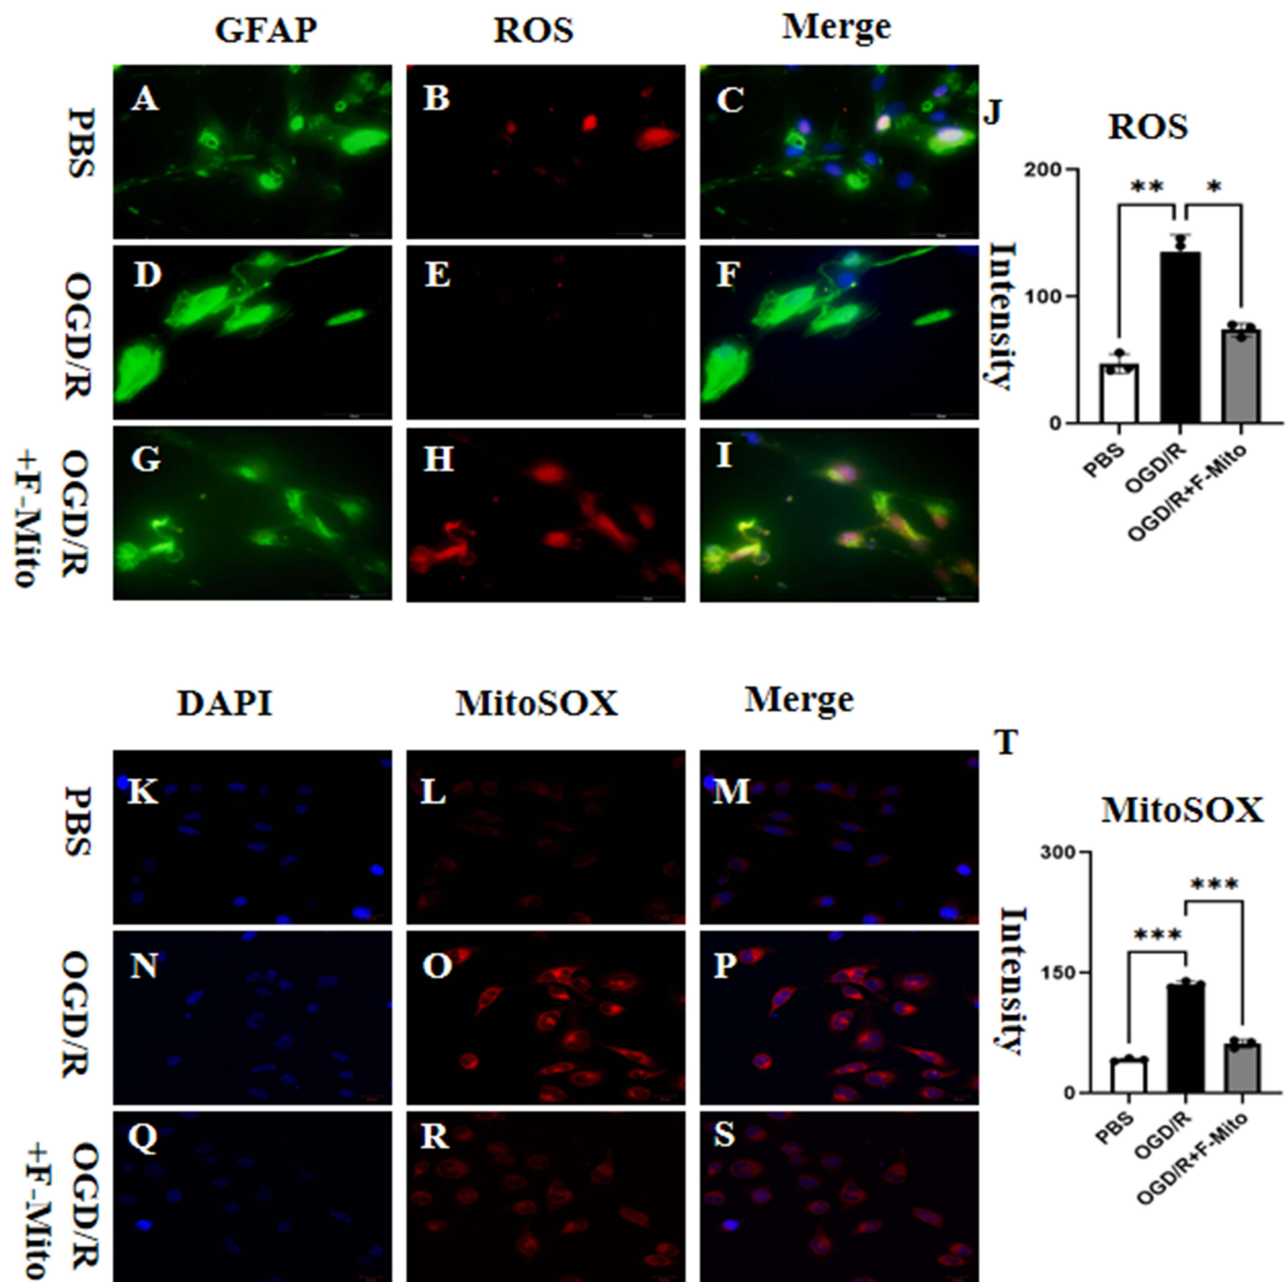 GFAP ROS Merge
PBS
A
B
C
OGD/R
D
E
F
OGD/R
+F-Mito
G
H
I
J
ROS
Intensity
200
100
0
**
*
PBS
OGD/R
OGD/R+F-Mito
DAPI MitoSOX Merge
PBS
K
L
M
OGD/R
N
O
P
OGD/R
+F-Mito
Q
R
S
T
MitoSOX
Intensity
300
150
0
***
***
PBS
OGD/R
OGD/R+F-Mito